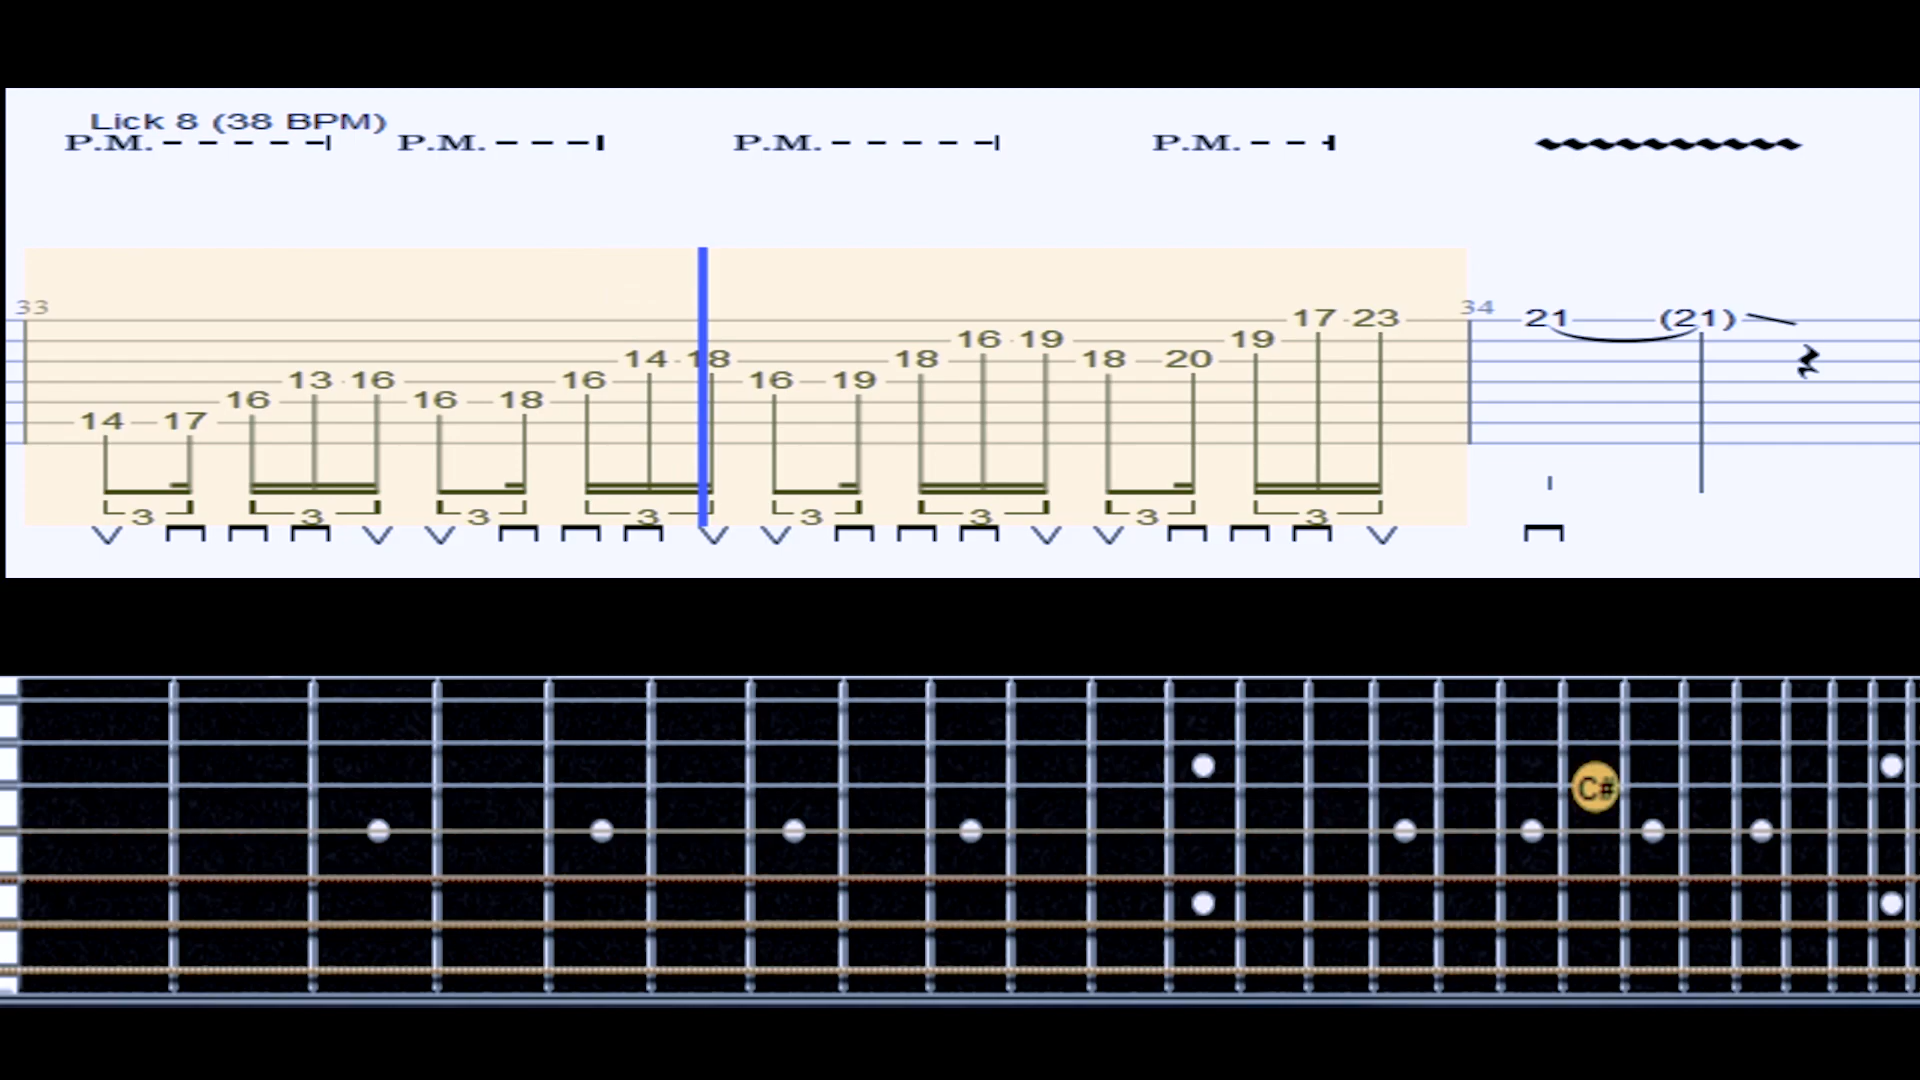 Lick 8 (38 BPM)
P.M. P.M. P.M. P.M.
33 34
17 23 21 (21)
16 19 19
14 18 18 18 20
13 16 16 16 19
16 16 18
14 17
3 3 3 3 3 3 3 3
C#